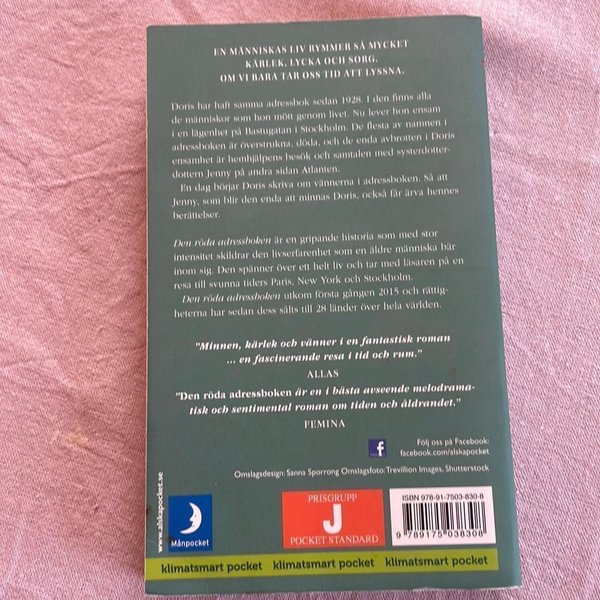 EN MÄNNISKAS LIV RYMMER SÅ MYCKET
KÄRLEK, LYCKA OCH SORG.
OM VI BARA TAR OSS TID ATT LYSSNA.
Doris har haft samma adressbok sedan 1928. I den finns alla
de människor som hon mött genom livet. Nu lever hon ensam
i en lägenhet på Bastugatan i Stockholm. De flesta av namnen i
adressboken är överstrukna, döda, och de enda avbrotten i Doris
ensamhet är hemhjälpens besök och samtalen med systerdotter-
dottern Jenny på andra sidan Atlanten.
En dag börjar Doris skriva om vännerna i adressboken. Så att
Jenny, som blir den enda att minnas Doris, också får ärva hennes
berättelser.
Den röda adressboken är en gripande historia som med stor
intensitet skildrar den livserfarenhet som en äldre människa bär
inom sig. Den spänner över ett helt liv och tar med läsaren på en
resa till svunna tiders Paris, New York och Stockholm.
Den röda adressboken utkom första gången 2015 och rättig-
heterna har sedan dess sålts till 28 länder över hela världen.
"Minnen, kärlek och vänner i en fantastisk roman
... en fascinerande resa i tid och rum."
ALLAS
"Den röda adressboken är en i bästa avseende melodrama-
tisk och sentimental roman om tiden och åldrandet."
FEMINA
f
Följ oss på Facebook:
facebook.com/alskapocket
Omslagsdesign: Sanna Sporrong Omslagsfoto: Trevillion Images, Shutterstock
www.alskapocket.se
Månpocket
PRISGRUPP
J
POCKET STANDARD
ISBN 978-91-7503-830-8
9 789175 038308
klimatsmart pocket klimatsmart pocket klimatsmart pocket